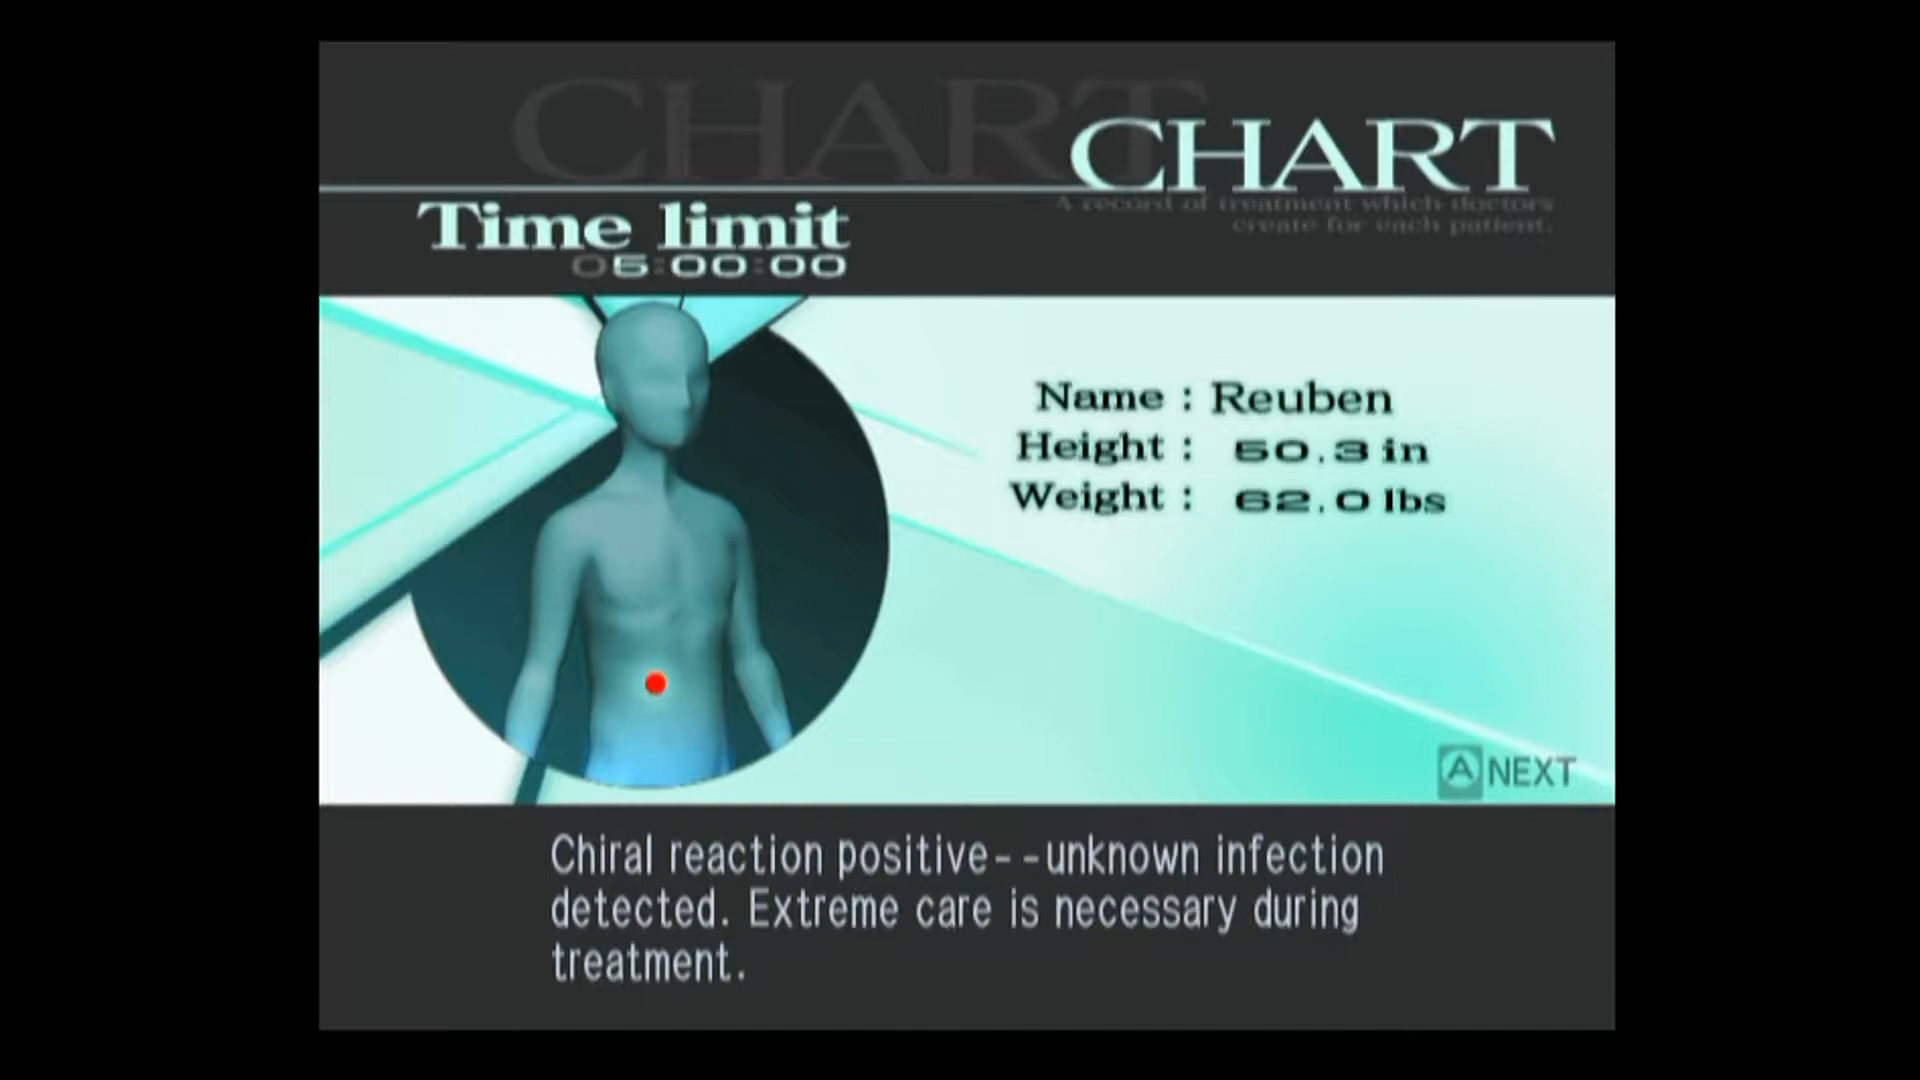 CHART
CHART
A record of treatment which doctors
create for each patient.
Time limit
05:00:00
Name : Reuben
Height : 50.3 in
Weight : 62.0 lbs
A NEXT
Chiral reaction positive--unknown infection
detected. Extreme care is necessary during
treatment.